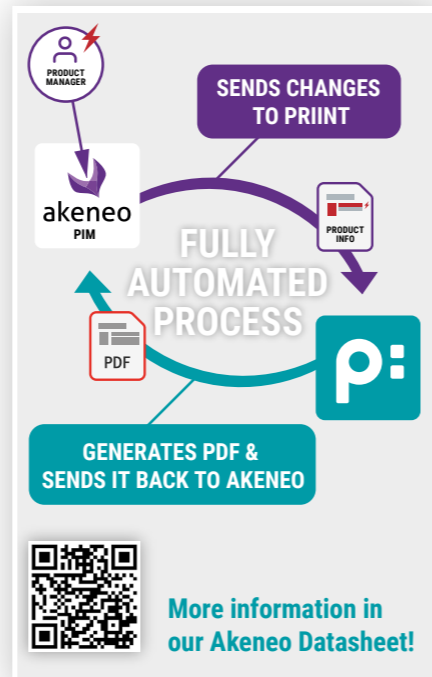 PRODUCT
MANAGER
SENDS CHANGES
TO PRIINT
akeneo
PIM
PRODUCT
INFO
FULLY
AUTOMATED
PROCESS
PDF
p:
GENERATES PDF &
SENDS IT BACK TO AKENEO
More information in
our Akeneo Datasheet!